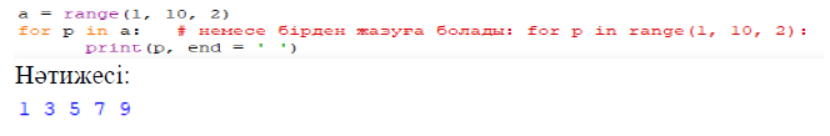 a = range(1, 10, 2)
for p in a:   # немесе бірден жазуға болады: for p in range(1, 10, 2):
      print(p, end = ' ')
Нәтижесі:
1 3 5 7 9